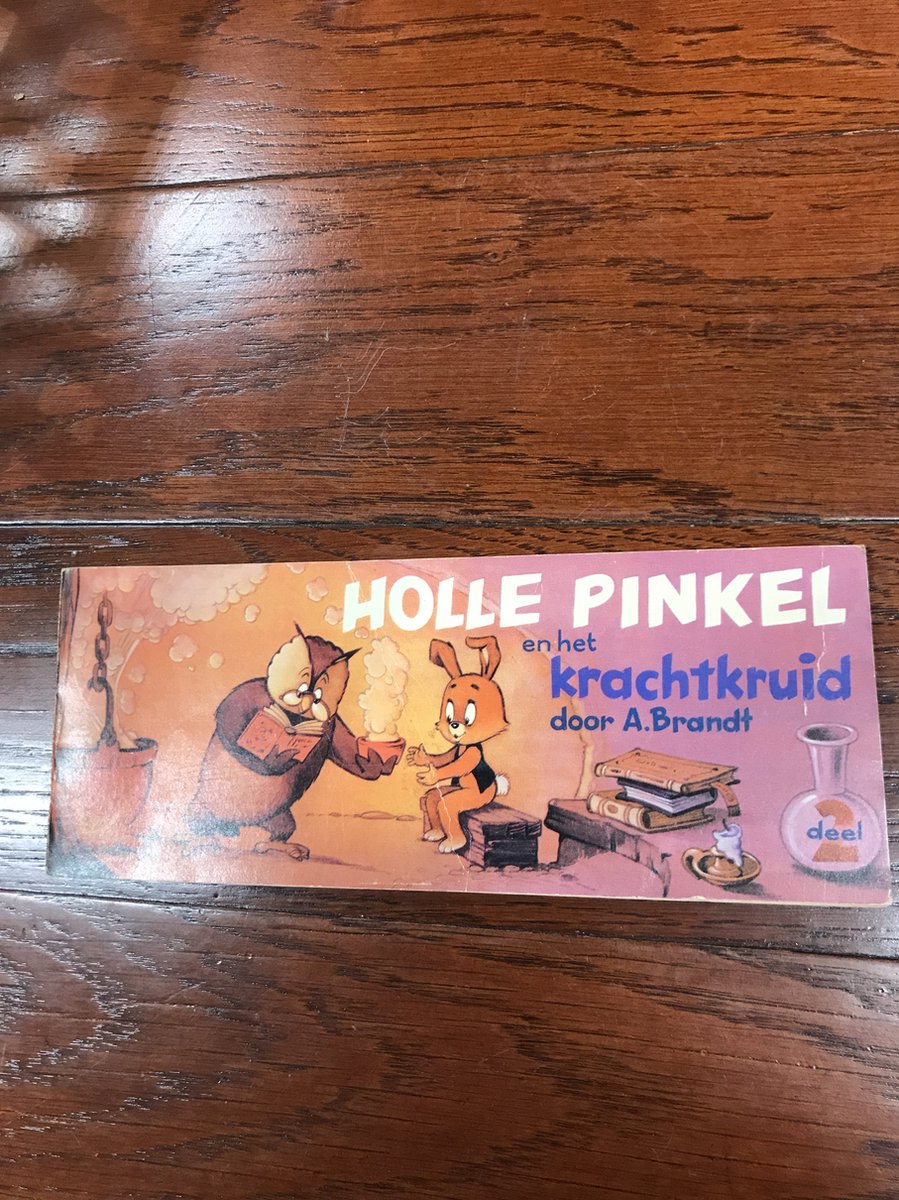 HOLLE PINKEL
en het
krachtkruid
door A.Brandt
deel
2